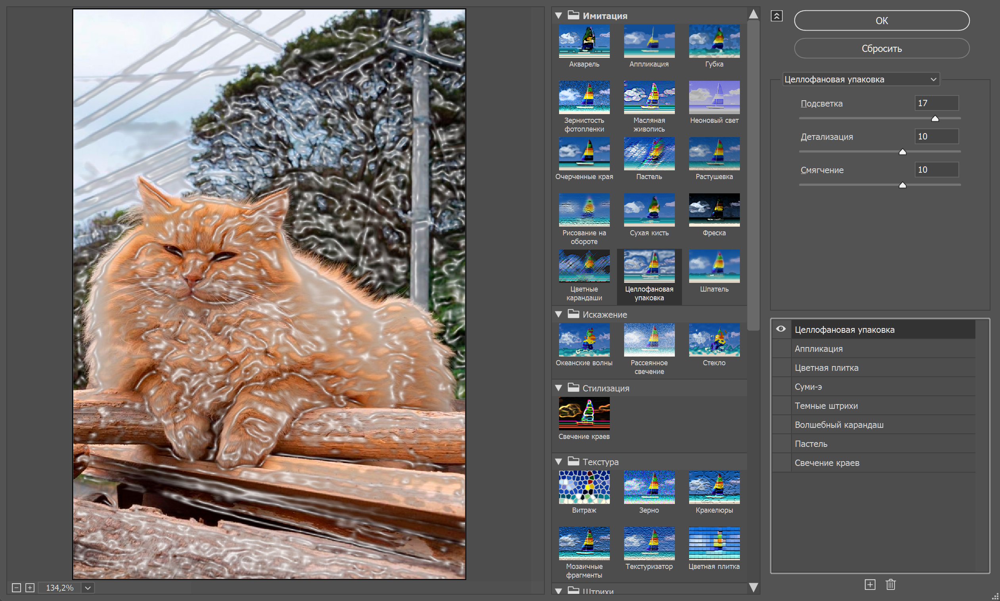 Имитация
Акварель
Аппликация
Губка
Зернистость
фотопленки
Масляная
живопись
Неоновый свет
Очерченные края
Пастель
Растушевка
Рисование на
обороте
Сухая кисть
Фреска
Цветные
карандаши
Целлофановая
упаковка
Шпатель
Искажение
Океанские волны
Рассеянное
свечение
Стекло
Стилизация
Свечение краев
Текстура
Витраж
Зерно
Кракелюры
Мозаичные
фрагменты
Текстуризатор
Цветная плитка
Штрихи
ОК
Сбросить
Целлофановая упаковка
Подсветка
17
Детализация
10
Смягчение
10
Целлофановая упаковка
Аппликация
Цветная плитка
Суми-э
Темные штрихи
Волшебный карандаш
Пастель
Свечение краев
134,2%